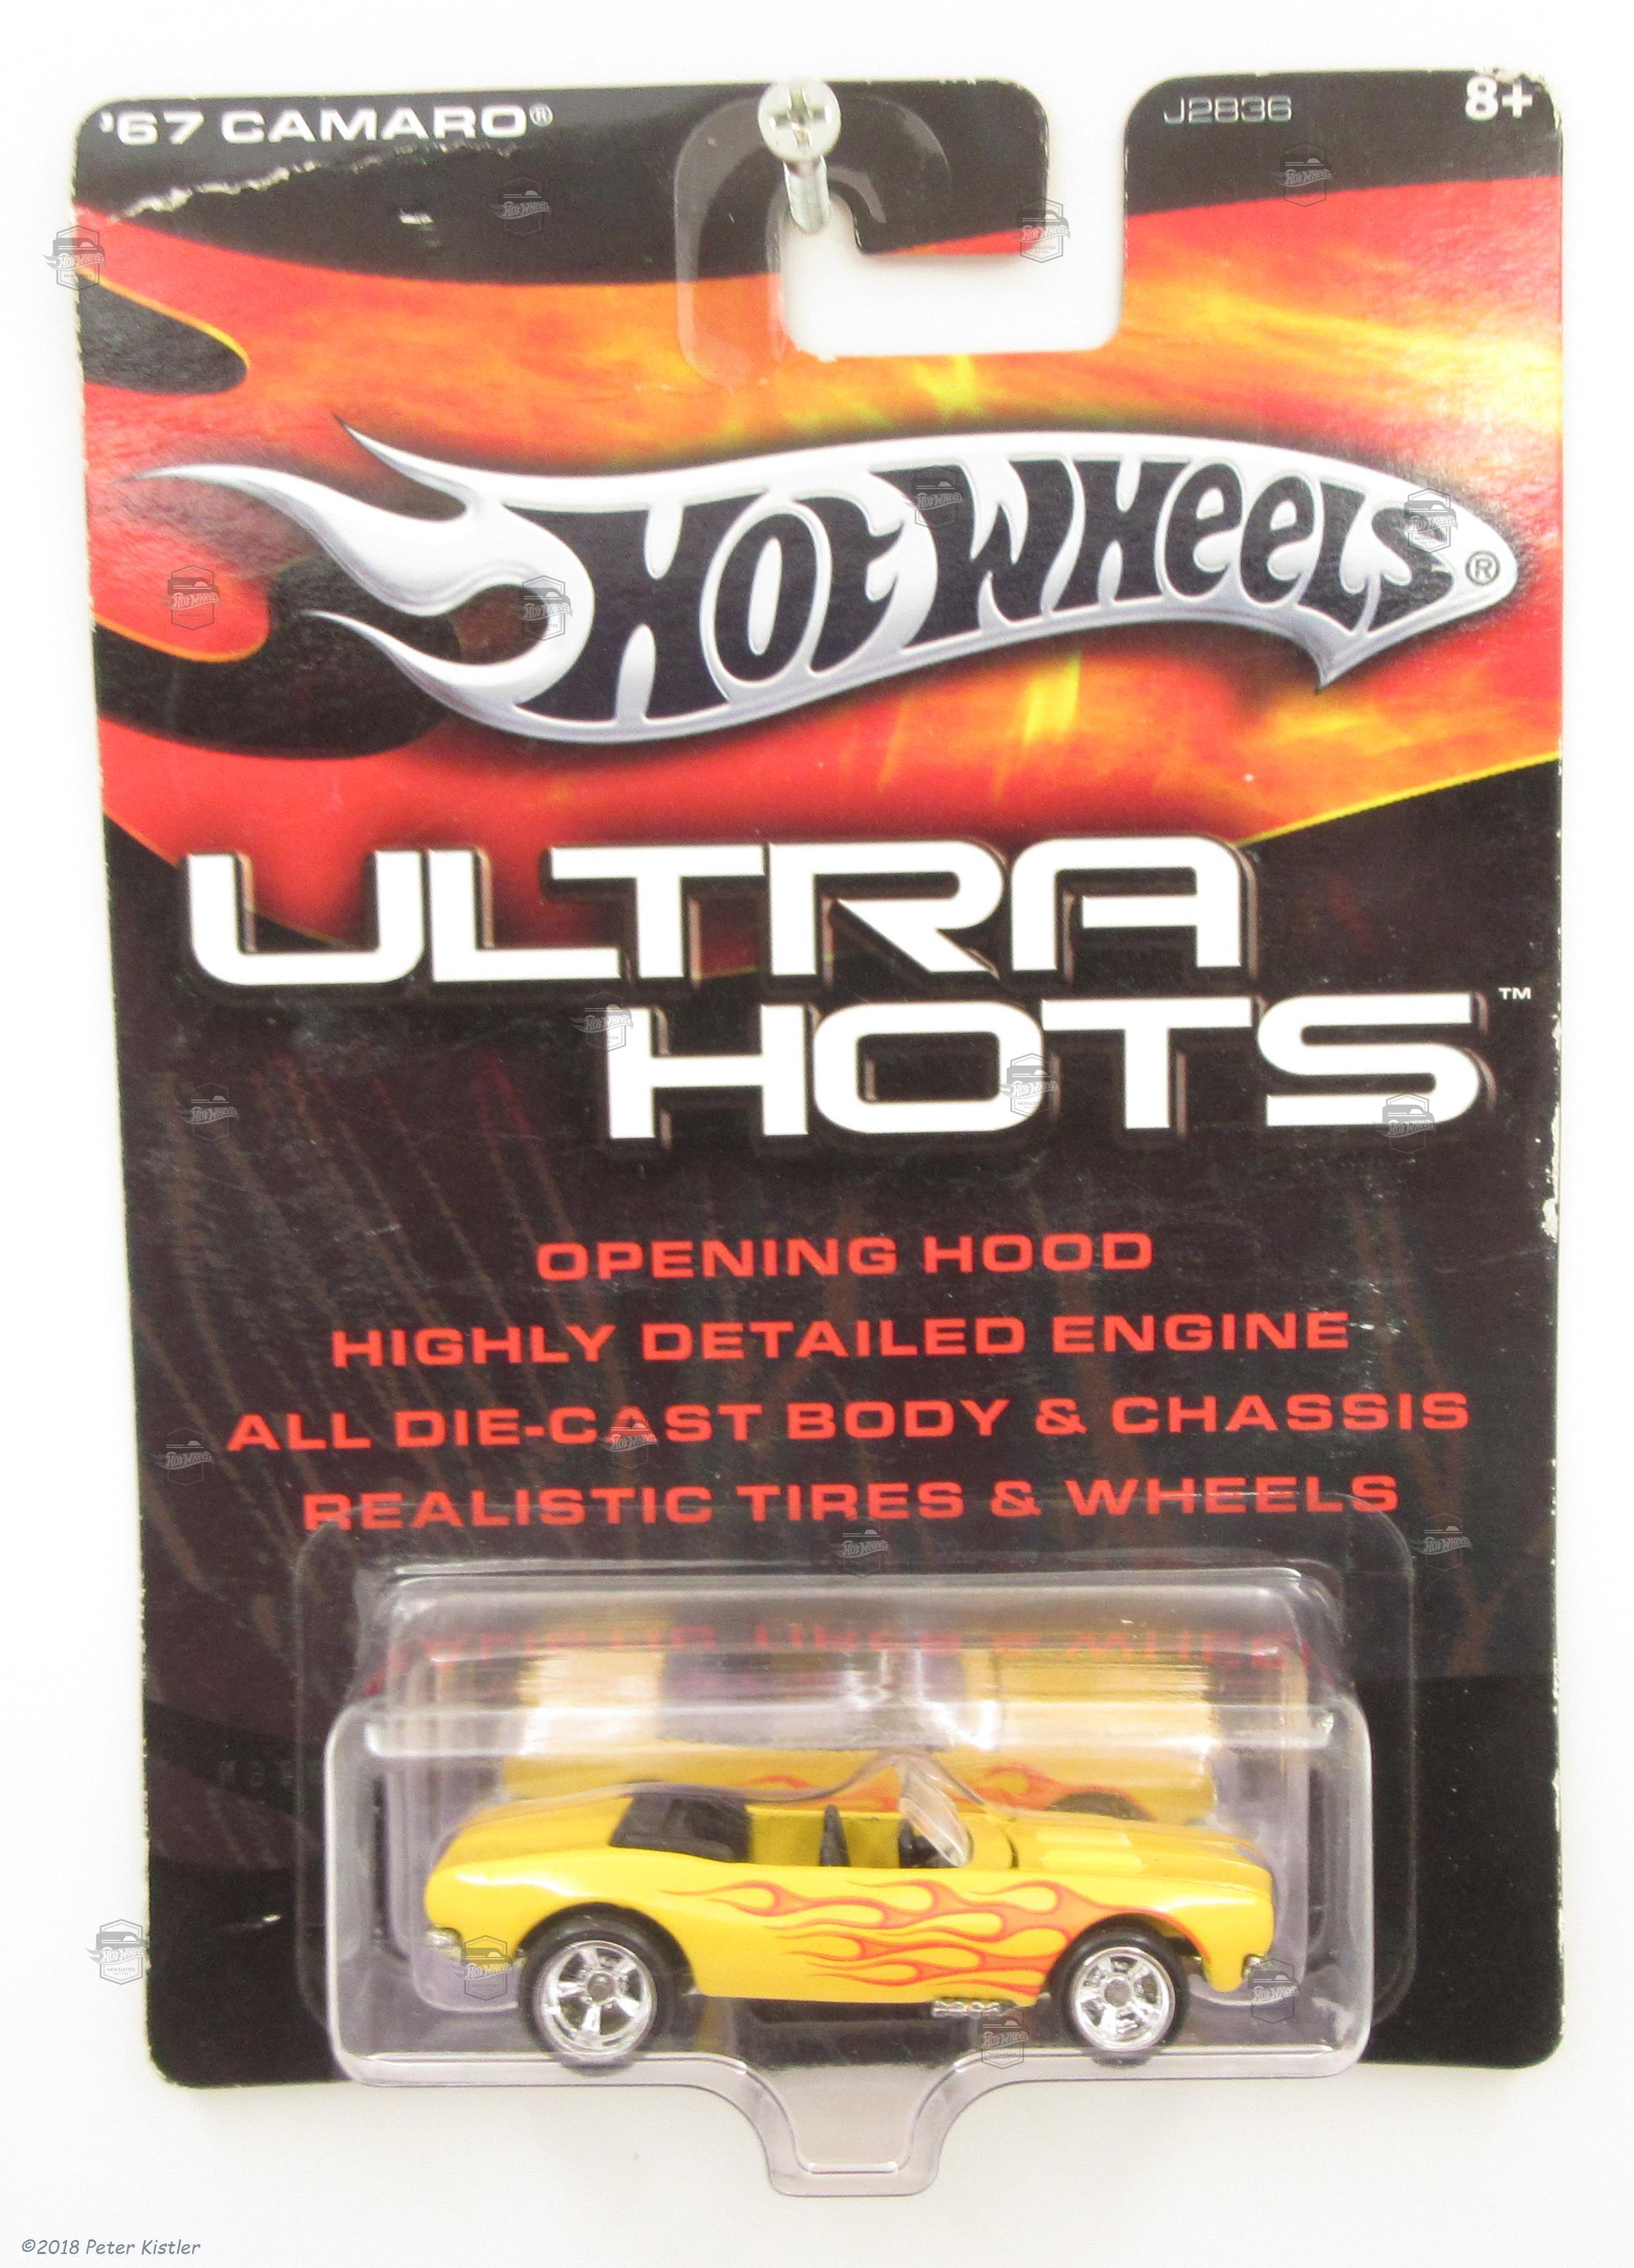 '67 CAMARO®
J2836
8+
HOT WHEELS®
ULTRA
HOTS™
OPENING HOOD
HIGHLY DETAILED ENGINE
ALL DIE-CAST BODY & CHASSIS
REALISTIC TIRES & WHEELS
©2018 Peter Kistler